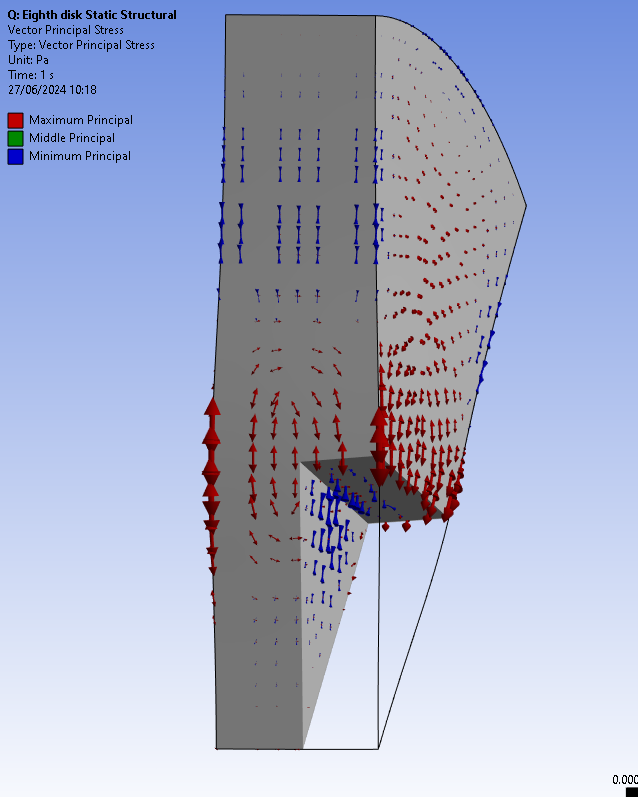 Q: Eighth disk Static Structural
Vector Principal Stress
Type: Vector Principal Stress
Unit: Pa
Time: 1 s
27/06/2024 10:18
Maximum Principal
Middle Principal
Minimum Principal
0.000